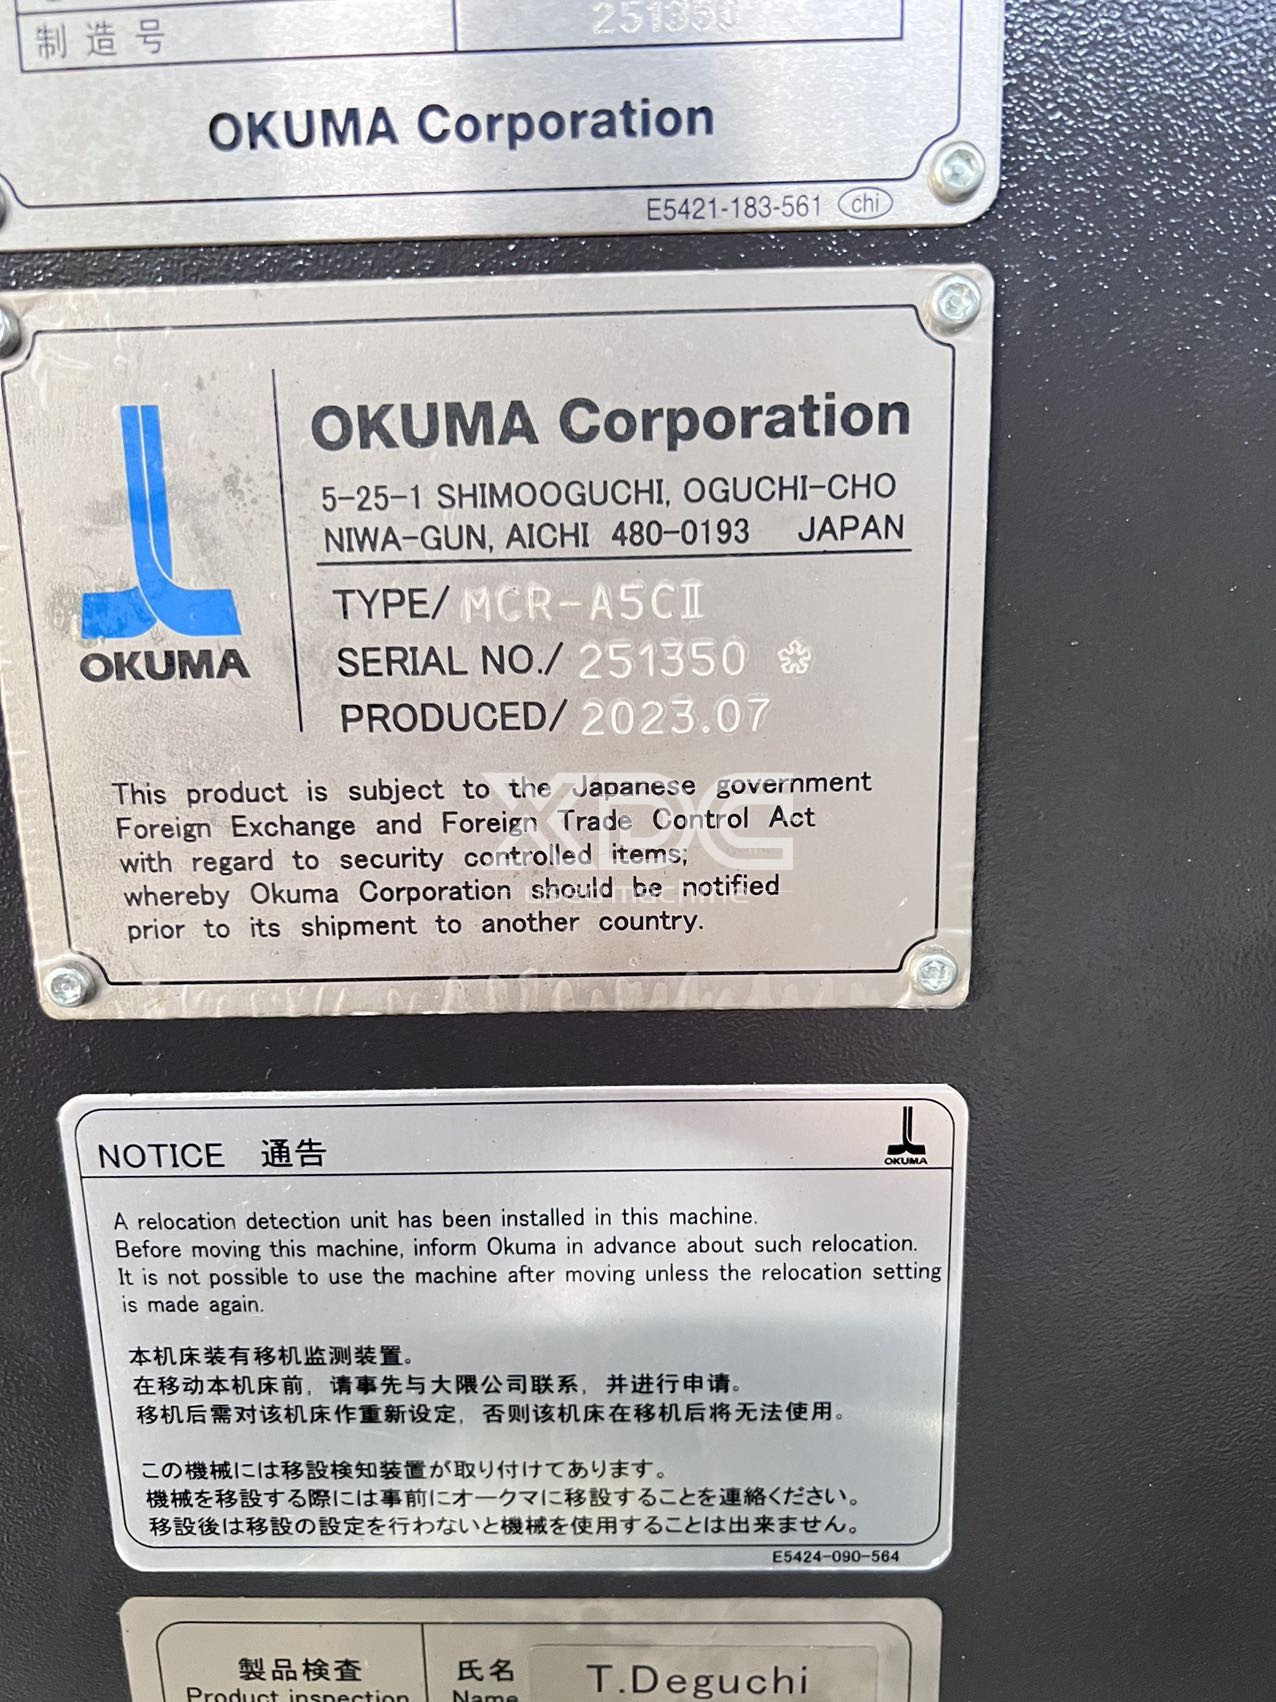 制造号 251350
OKUMA Corporation
E5421-183-561 chi
OKUMA Corporation
5-25-1 SHIMOOGUCHI, OGUCHI-CHO
NIWA-GUN, AICHI 480-0193 JAPAN
TYPE/ MCR-A5CⅡ
SERIAL NO./ 251350
PRODUCED/ 2023.07
OKUMA
This product is subject to the Japanese government
Foreign Exchange and Foreign Trade Control Act
with regard to security controlled items;
whereby Okuma Corporation should be notified
prior to its shipment to another country.
XDG
used machine
NOTICE 通告
OKUMA
A relocation detection unit has been installed in this machine.
Before moving this machine, inform Okuma in advance about such relocation.
It is not possible to use the machine after moving unless the relocation setting
is made again.
本机床装有移机监测装置。
在移动本机床前，请事先与大隈公司联系，并进行申请。
移机后需对该机床作重新设定，否则该机床在移机后将无法使用。
この機械には移設検知装置が取り付けてあります。
機械を移設する際には事前にオークマに移設することを連絡ください。
移設後は移設の設定を行わないと機械を使用することは出来ません。
E5424-090-564
製品検査 氏名 T.Deguchi
Product inspection Name